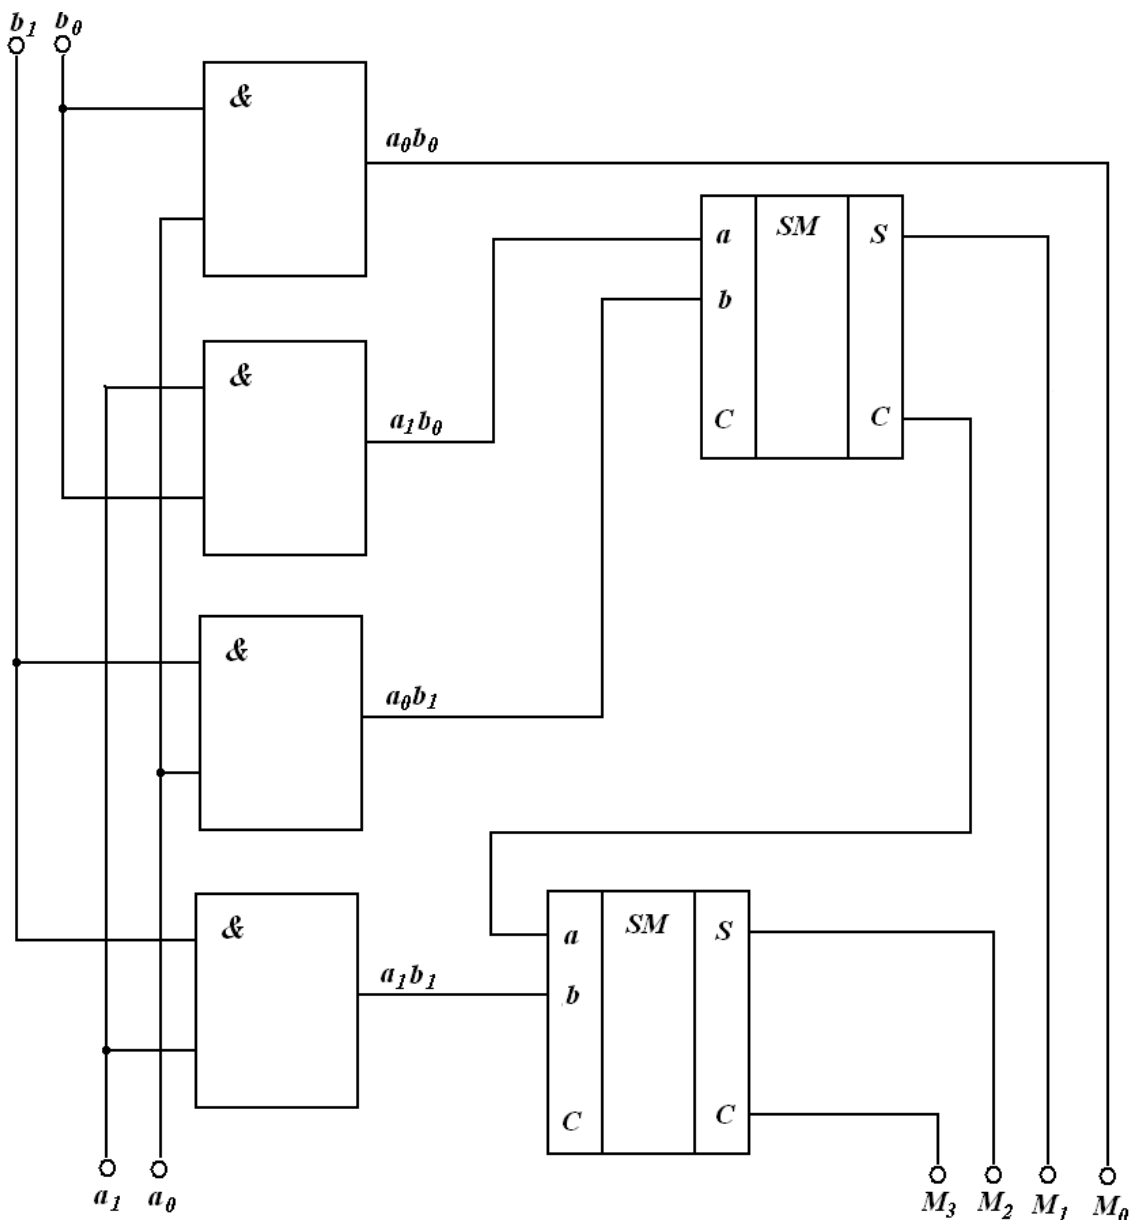 b₁ b₀
&
a₀b₀
a SM S
b
C C
&
a₁b₀
&
a₀b₁
&
a₁b₁
a SM S
b
C C
a₁ a₀
M₃ M₂ M₁ M₀